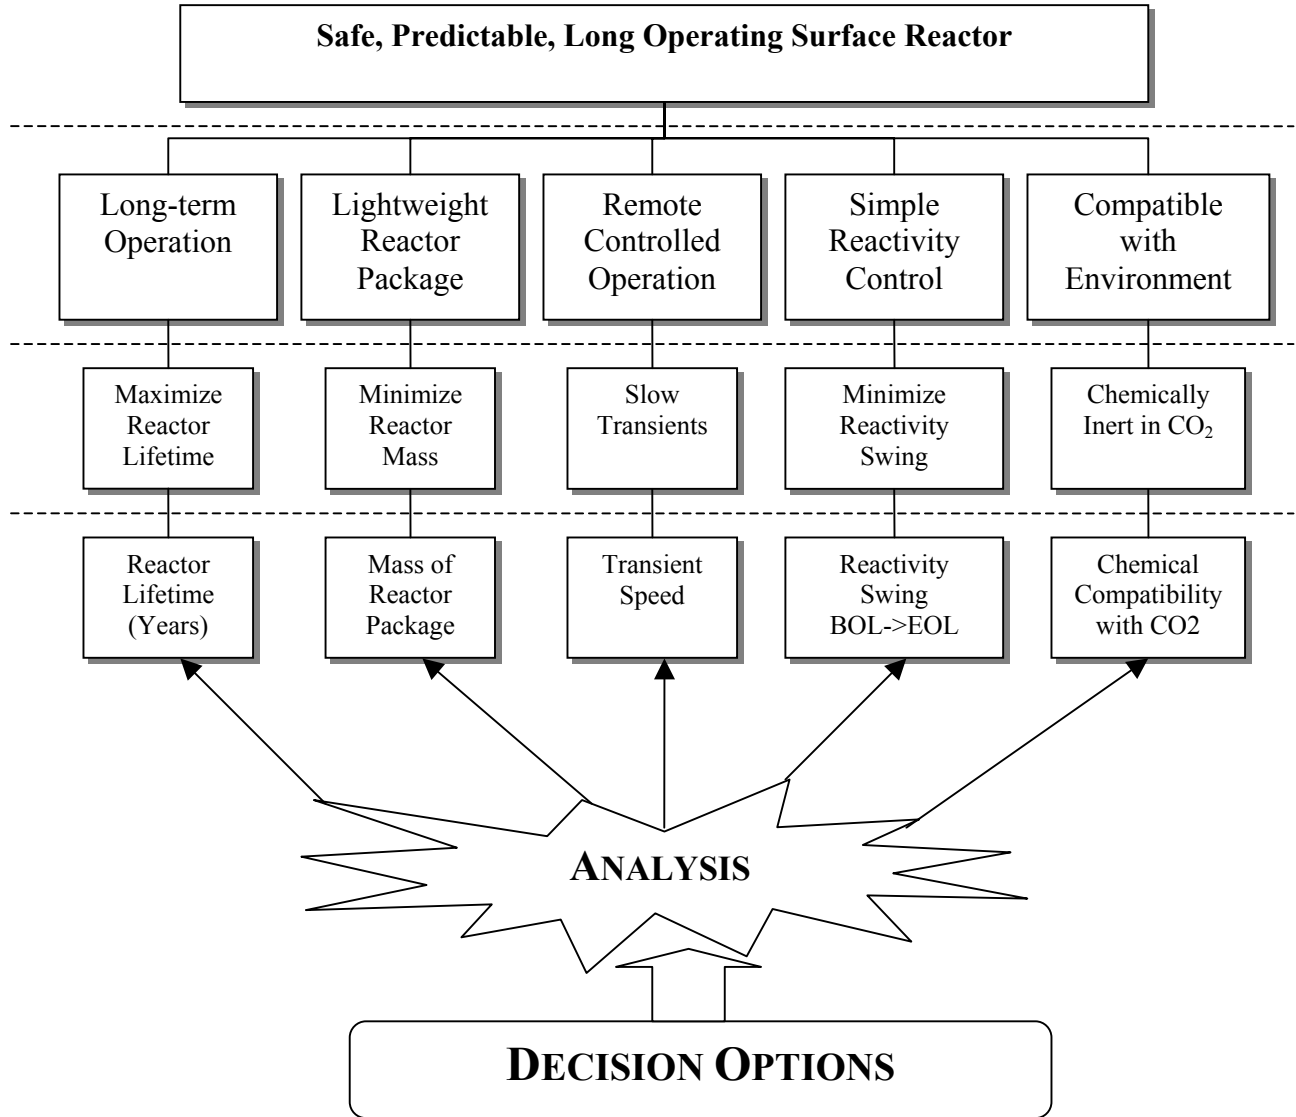 Safe, Predictable, Long Operating Surface Reactor
Long-term
Operation
Lightweight
Reactor
Package
Remote
Controlled
Operation
Simple
Reactivity
Control
Compatible
with
Environment
Maximize
Reactor
Lifetime
Minimize
Reactor
Mass
Slow
Transients
Minimize
Reactivity
Swing
Chemically
Inert in CO₂
Reactor
Lifetime
(Years)
Mass of
Reactor
Package
Transient
Speed
Reactivity
Swing
BOL->EOL
Chemical
Compatibility
with CO2
ANALYSIS
DECISION OPTIONS